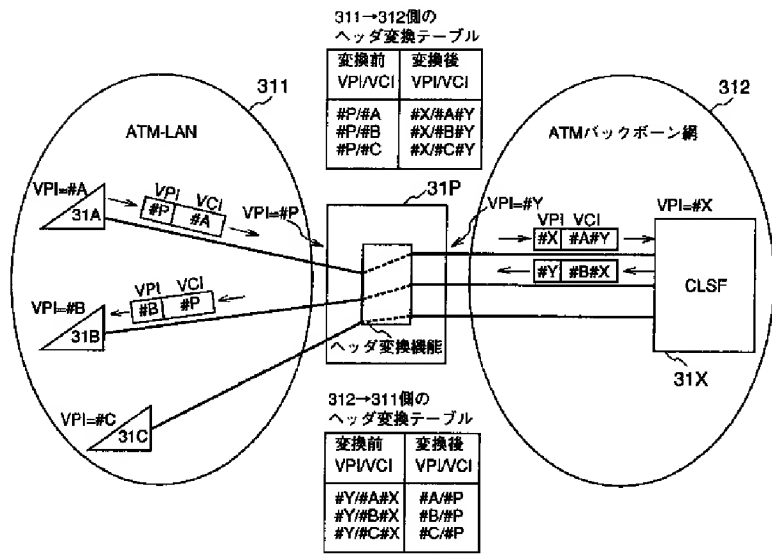 311→312側の
ヘッダ変換テーブル
変換前 変換後
VPI/VCI VPI/VCI
#P/#A #X/#A#Y
#P/#B #X/#B#Y
#P/#C #X/#C#Y
311
312
ATM-LAN
ATMバックボーン網
31P
VPI=#A
31A
VPI VCI
#P #A
VPI=#P
VPI=#Y
VPI VCI
#X #A#Y
#Y #B#X
VPI=#X
CLSF
31X
VPI=#B
31B
VPI VCI
#B #P
ヘッダ変換機能
VPI=#C
31C
312→311側の
ヘッダ変換テーブル
変換前 変換後
VPI/VCI VPI/VCI
#Y/#A#X #A/#P
#Y/#B#X #B/#P
#Y/#C#X #C/#P